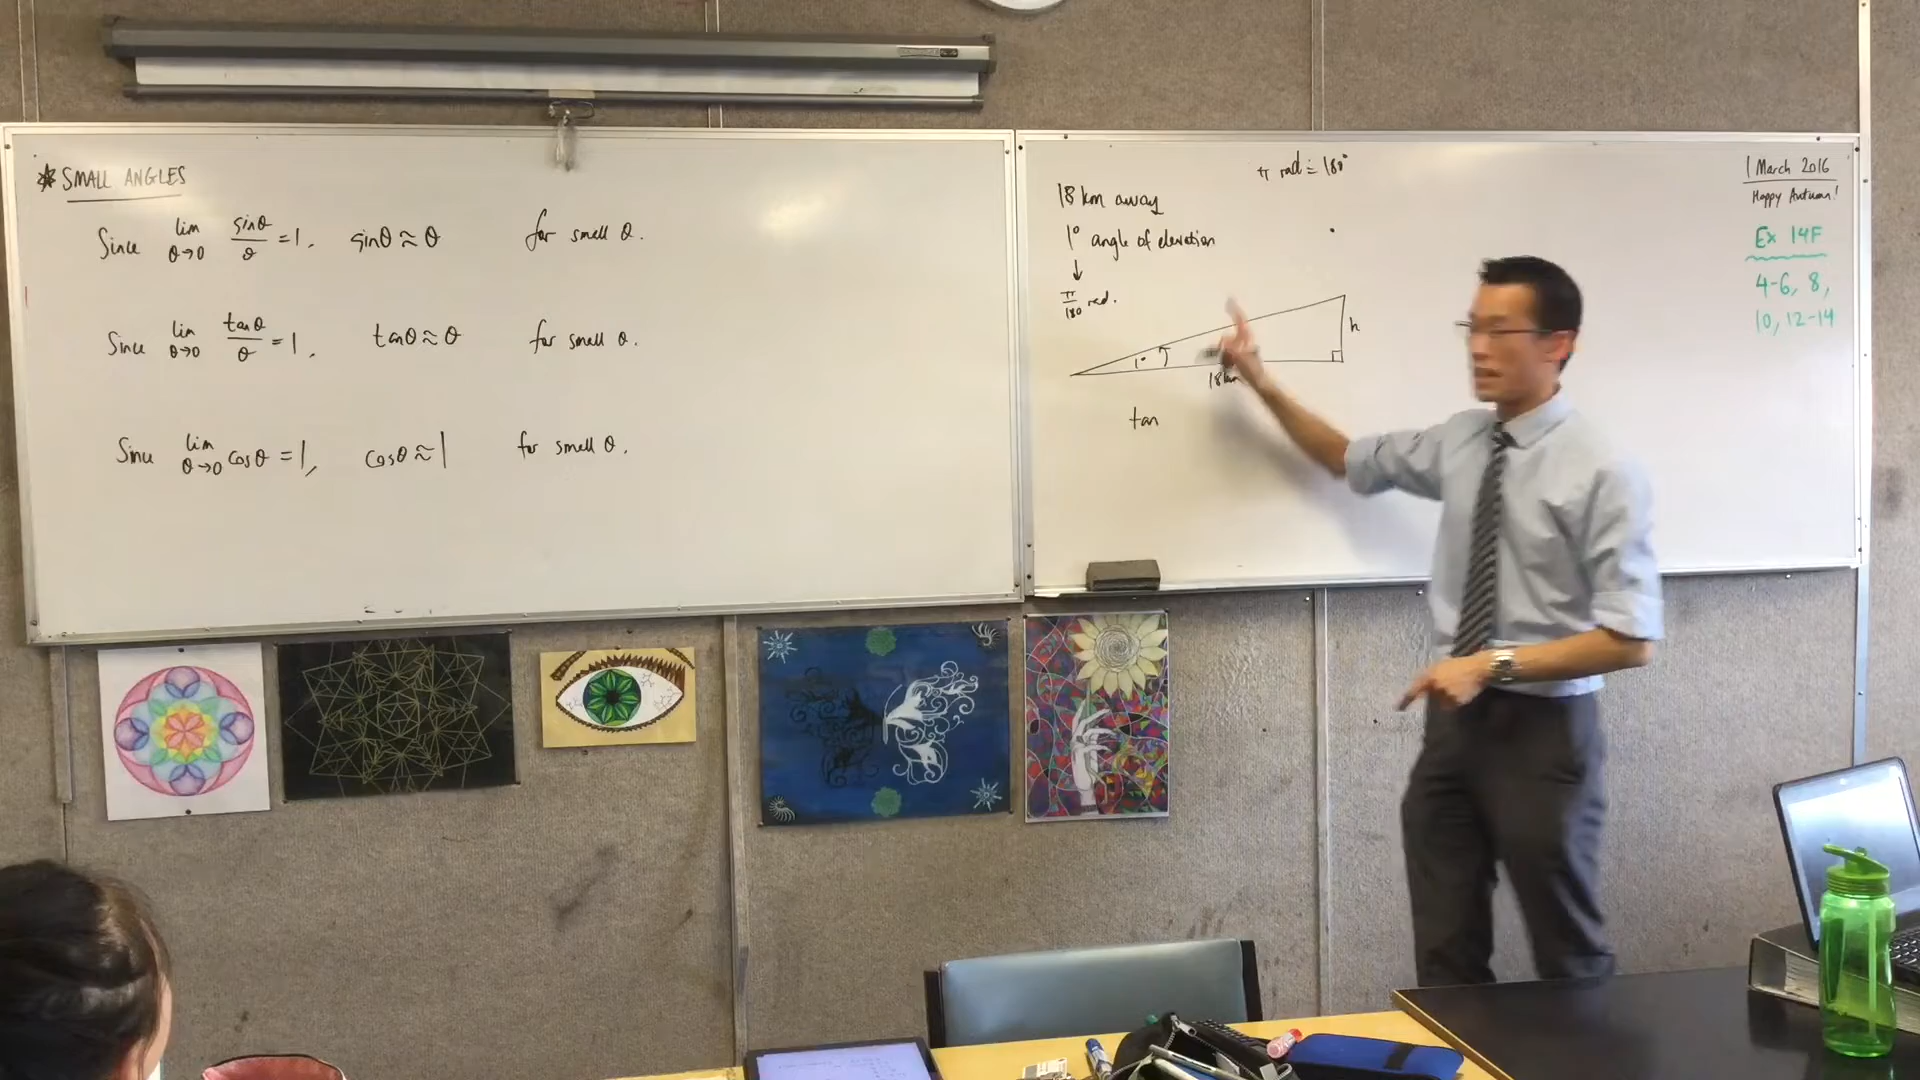 * SMALL ANGLES
Since lim θ→0 sinθ/θ = 1, sinθ ≈ θ for small θ.
Since lim θ→0 tanθ/θ = 1, tanθ ≈ θ for small θ.
Since lim θ→0 cosθ = 1, cosθ ≈ 1 for small θ.
π rad = 180°
18 km away
1° angle of elevation
↓
π/180 rad.
h
1°
18km
tan
1 March 2016
Happy Autumn!
Ex 14F
4-6, 8,
10, 12-14